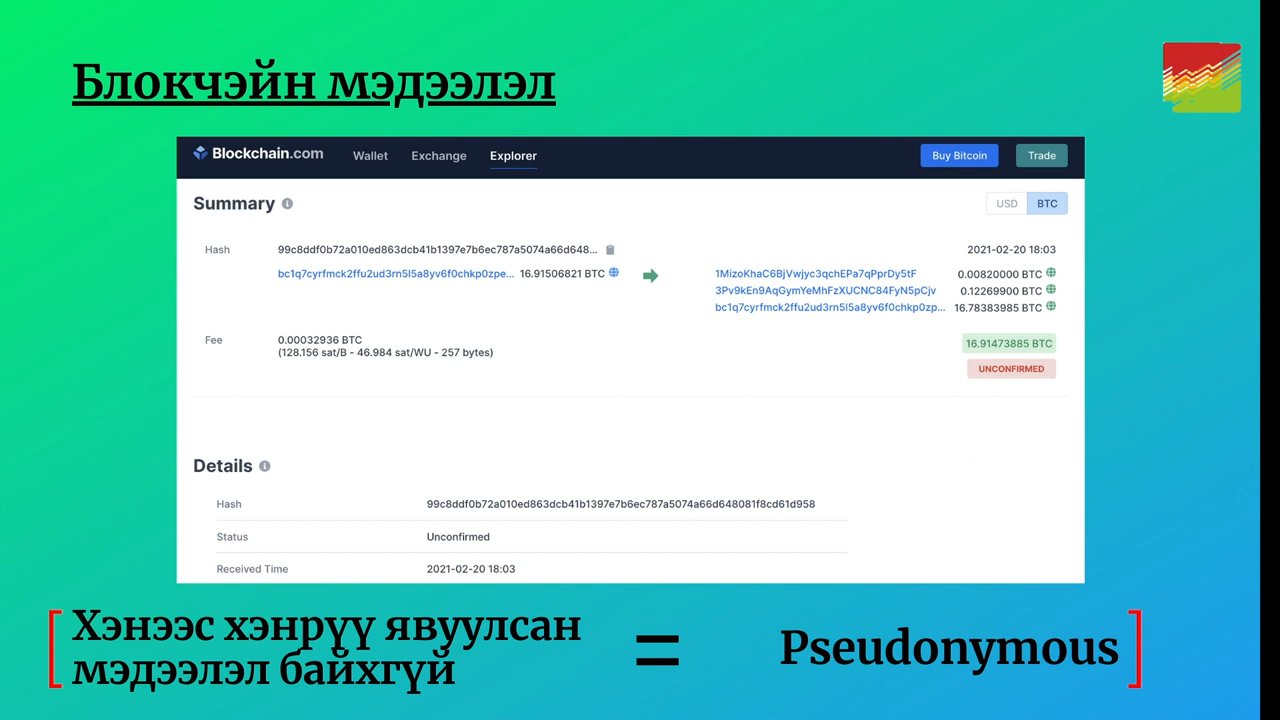 Блокчэйн мэдээлэл
Blockchain.com Wallet Exchange Explorer Buy Bitcoin Trade
Summary USD BTC
Hash 99c8ddf0b72a010ed863dcb41b1397e7b6ec787a5074a66d648... 2021-02-20 18:03
bc1q7cyrfmck2ffu2ud3rn5l5a8yv6f0chkp0zpe... 16.91506821 BTC 1MizoKhaC6BjVwjyc3qchEPa7qPprDy5tF 0.00820000 BTC
3Pv9kEn9AqGymYeMhFzXUCNC84FyN5pCjv 0.12269900 BTC
bc1q7cyrfmck2ffu2ud3rn5l5a8yv6f0chkp0zp... 16.78383985 BTC
Fee 0.00032936 BTC 16.91473885 BTC
(128.156 sat/B - 46.984 sat/WU - 257 bytes)
UNCONFIRMED
Details
Hash 99c8ddf0b72a010ed863dcb41b1397e7b6ec787a5074a66d648081f8cd61d958
Status Unconfirmed
Received Time 2021-02-20 18:03
[Хэнээс хэнрүү явуулсан
мэдээлэл байхгүй = Pseudonymous]